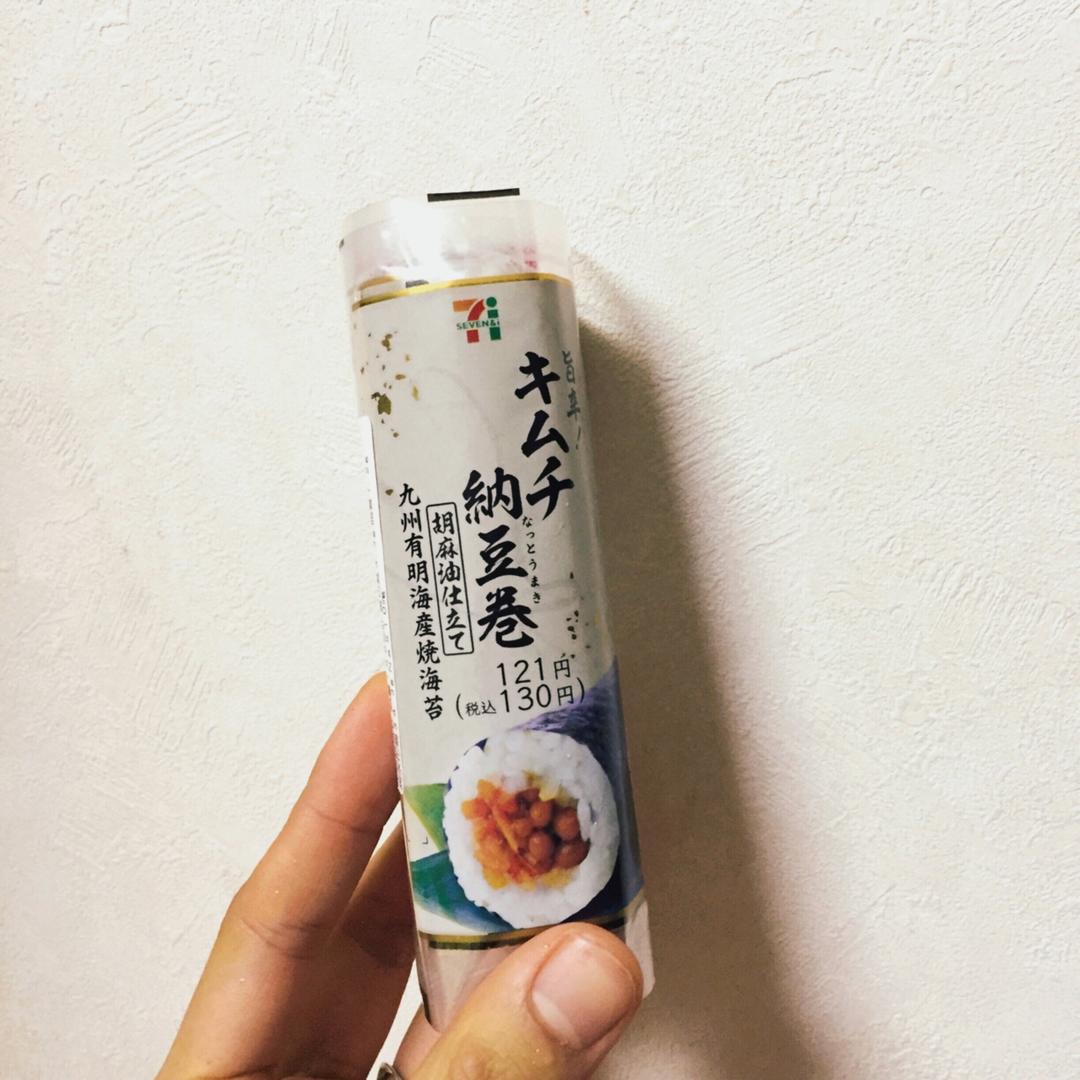 SEVEN&i
旨辛！
キムチ
納豆巻
なっとうまき
胡麻油仕立て
九州有明海産焼海苔
121円
(税込130円)